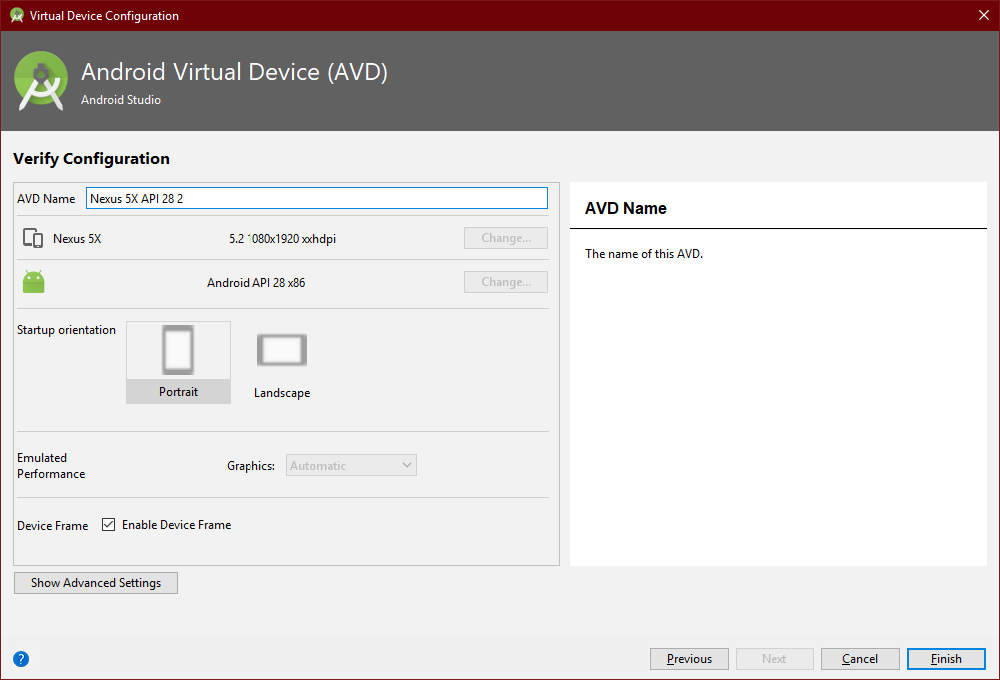 Virtual Device Configuration
Android Virtual Device (AVD)
Android Studio
Verify Configuration
AVD Name Nexus 5X API 28 2
Nexus 5X 5.2 1080x1920 xxhdpi Change...
Android API 28 x86 Change...
Startup orientation
Portrait
Landscape
Emulated
Performance
Graphics: Automatic
Device Frame Enable Device Frame
Show Advanced Settings
AVD Name
The name of this AVD.
?
Previous Next Cancel Finish